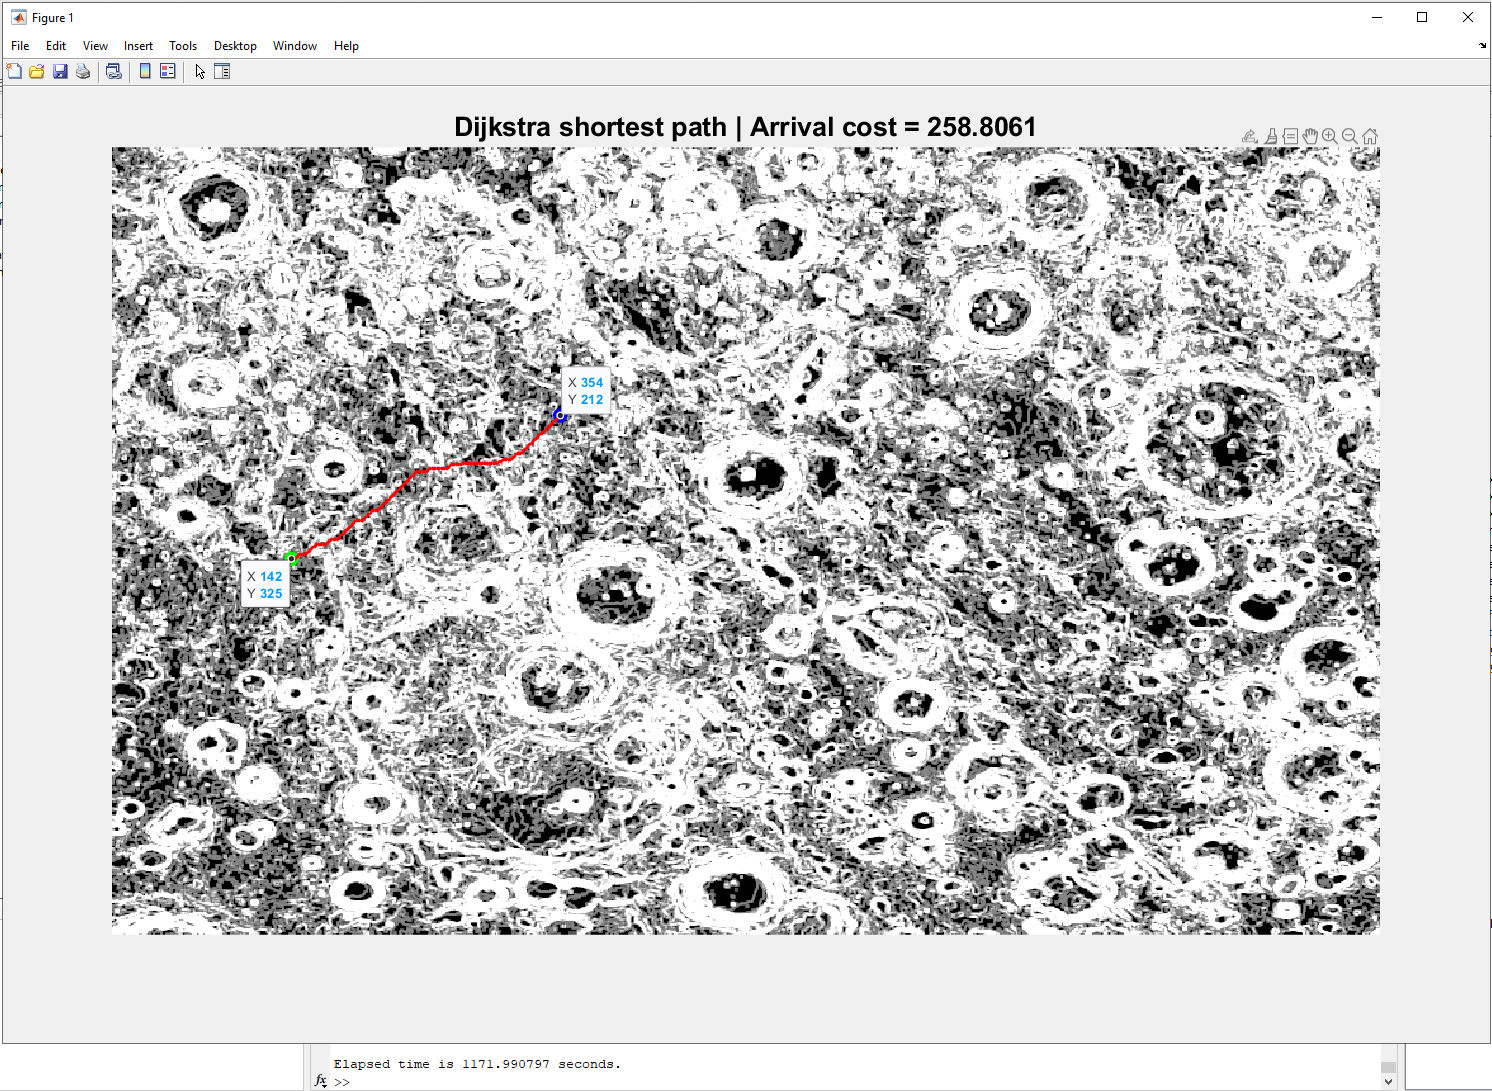 Figure 1
File Edit View Insert Tools Desktop Window Help
Dijkstra shortest path | Arrival cost = 258.8061
X 354
Y 212
X 142
Y 325
Elapsed time is 1171.990797 seconds.
fx >>